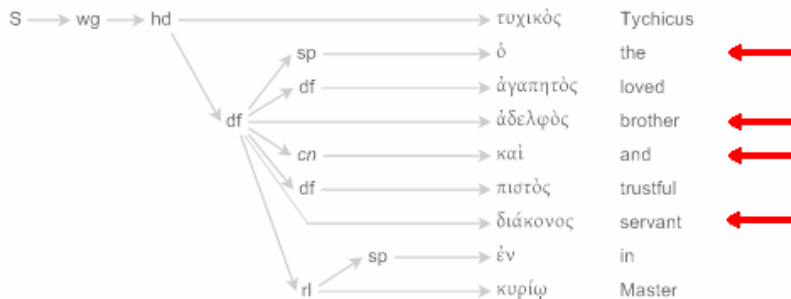 S wg hd τυχικὸς Tychicus
sp ὁ the
df ἀγαπητὸς loved
df ἀδελφὸς brother
cn καὶ and
df πιστὸς trustful
διάκονος servant
sp ἐν in
rl κυρίῳ Master